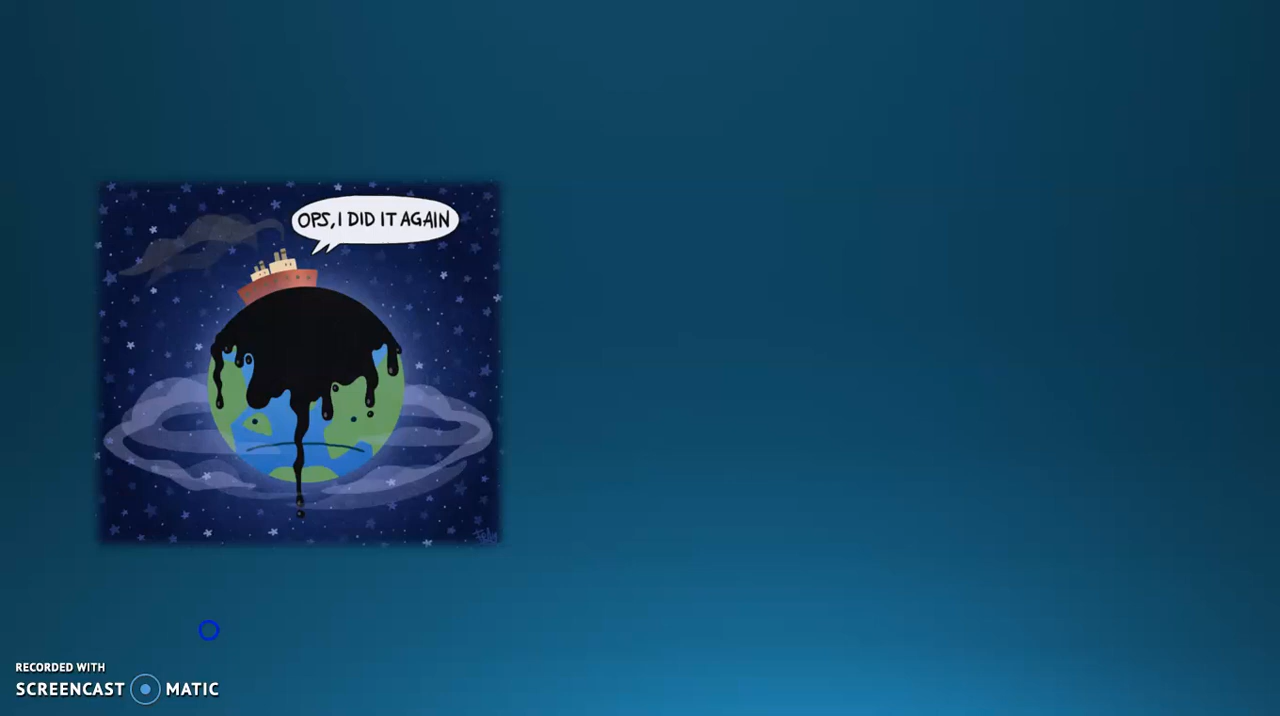 OPS, I DID IT AGAIN
RECORDED WITH
SCREENCAST MATIC